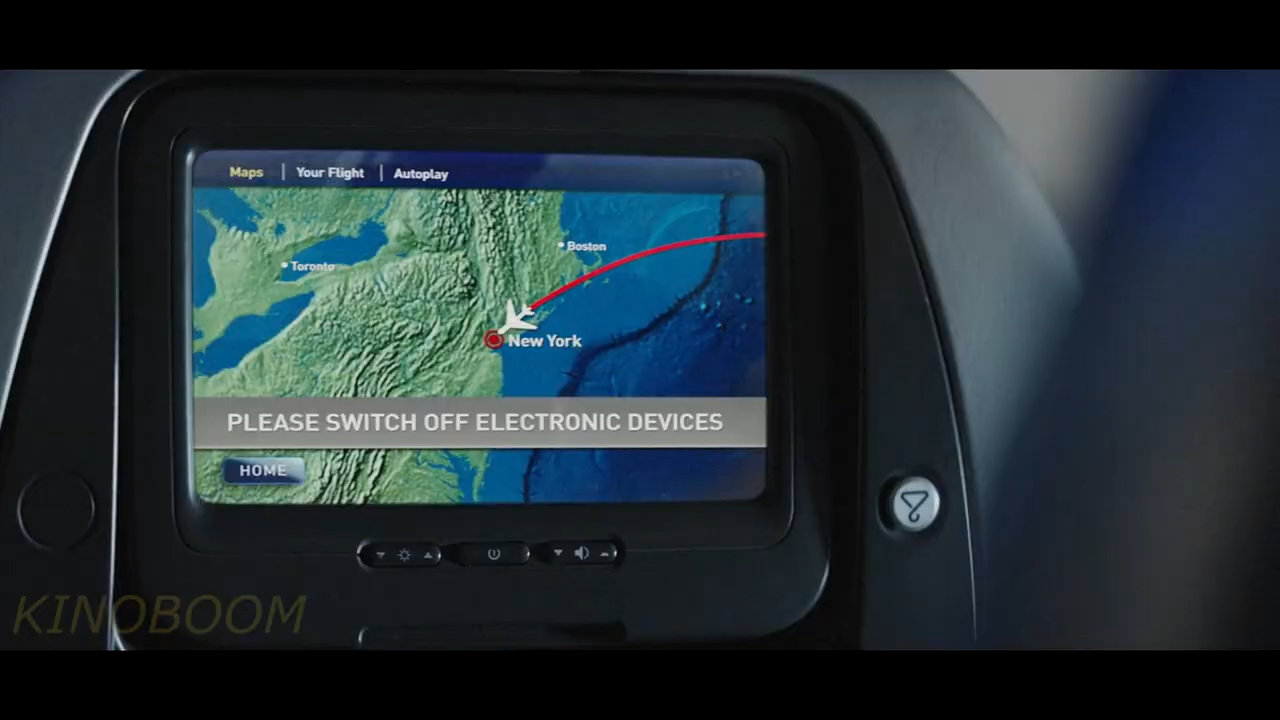 Maps | Your Flight | Autoplay
Boston
Toronto
New York
PLEASE SWITCH OFF ELECTRONIC DEVICES
HOME
KINOBOOM